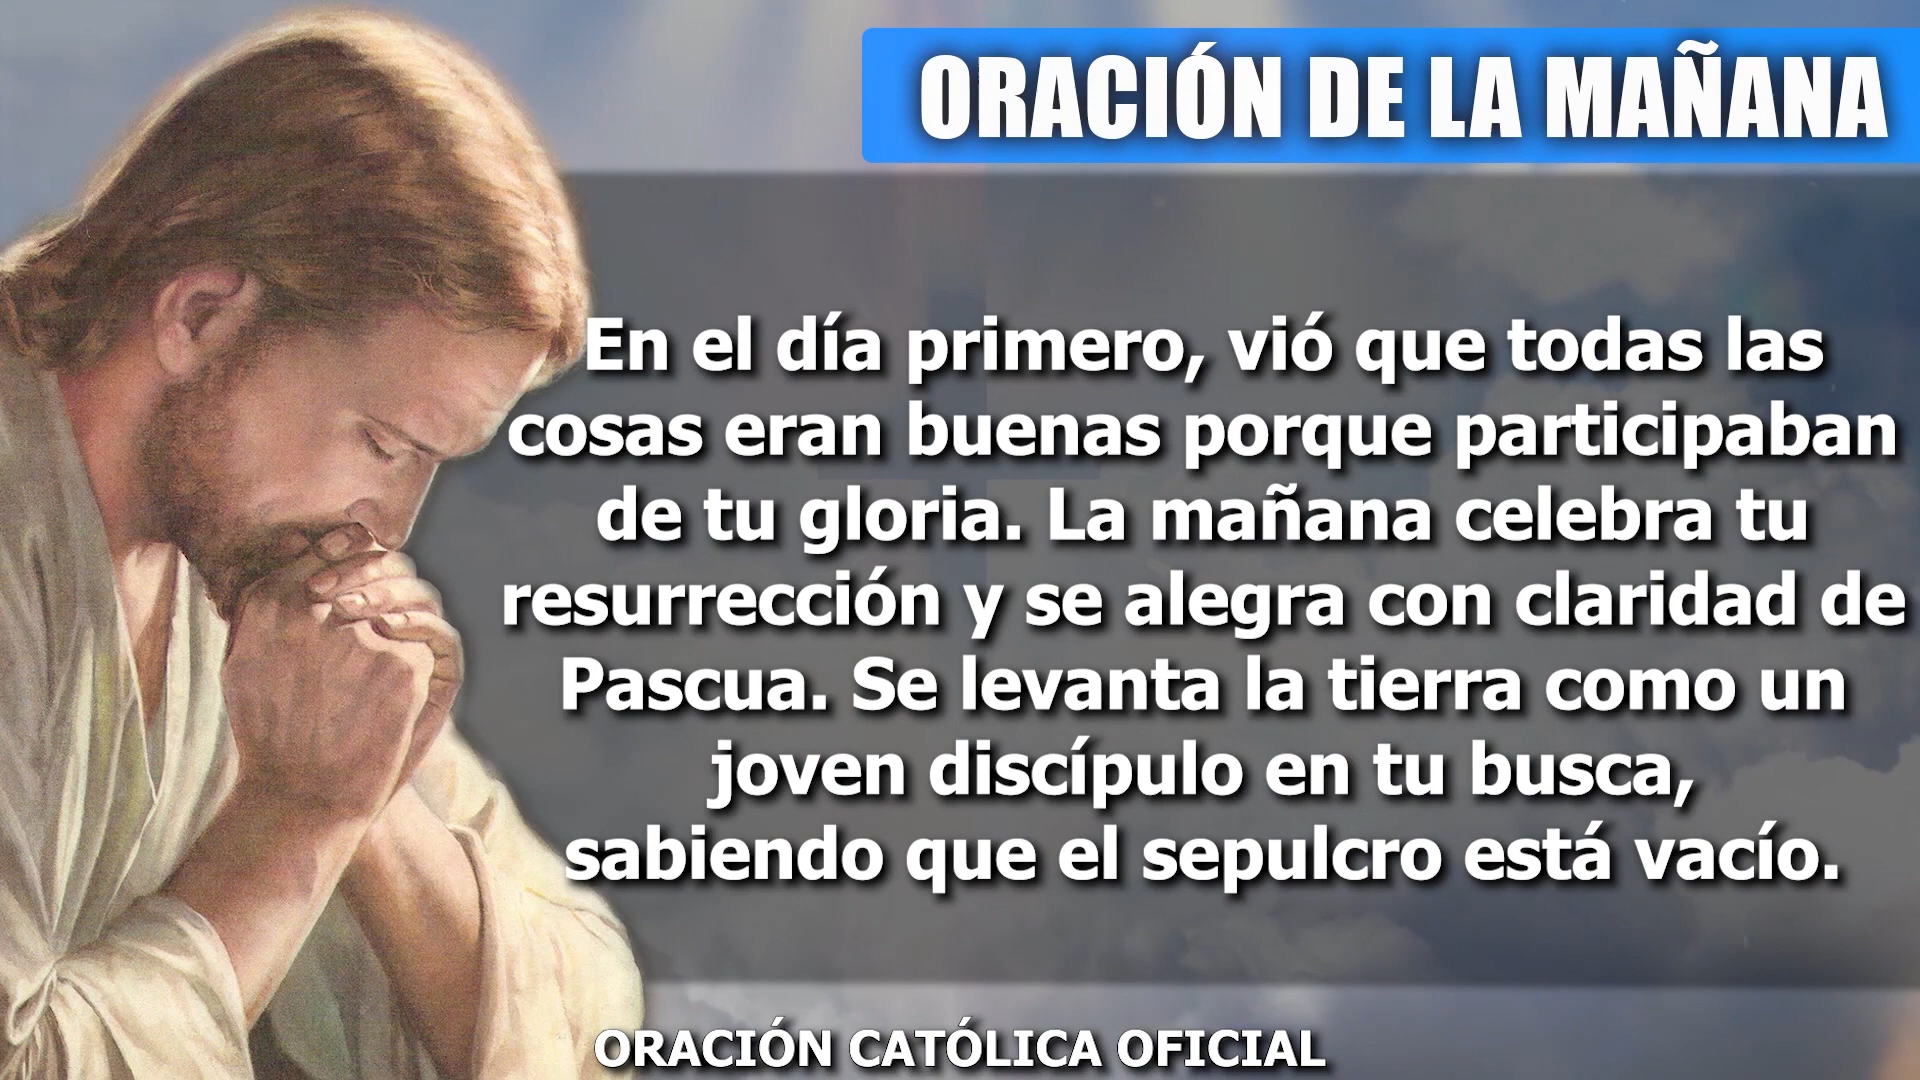 ORACIÓN DE LA MAÑANA
En el día primero, vió que todas las
cosas eran buenas porque participaban
de tu gloria. La mañana celebra tu
resurrección y se alegra con claridad de
Pascua. Se levanta la tierra como un
joven discípulo en tu busca,
sabiendo que el sepulcro está vacío.
ORACIÓN CATÓLICA OFICIAL